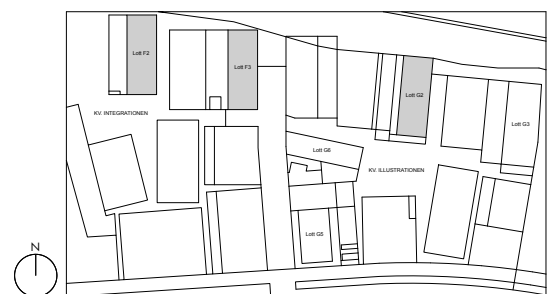 Lott F2
Lott F3
Lott G2
KV. INTEGRATIONEN
Lott G3
Lott G6
KV. ILLUSTRATIONEN
Lott G5
N